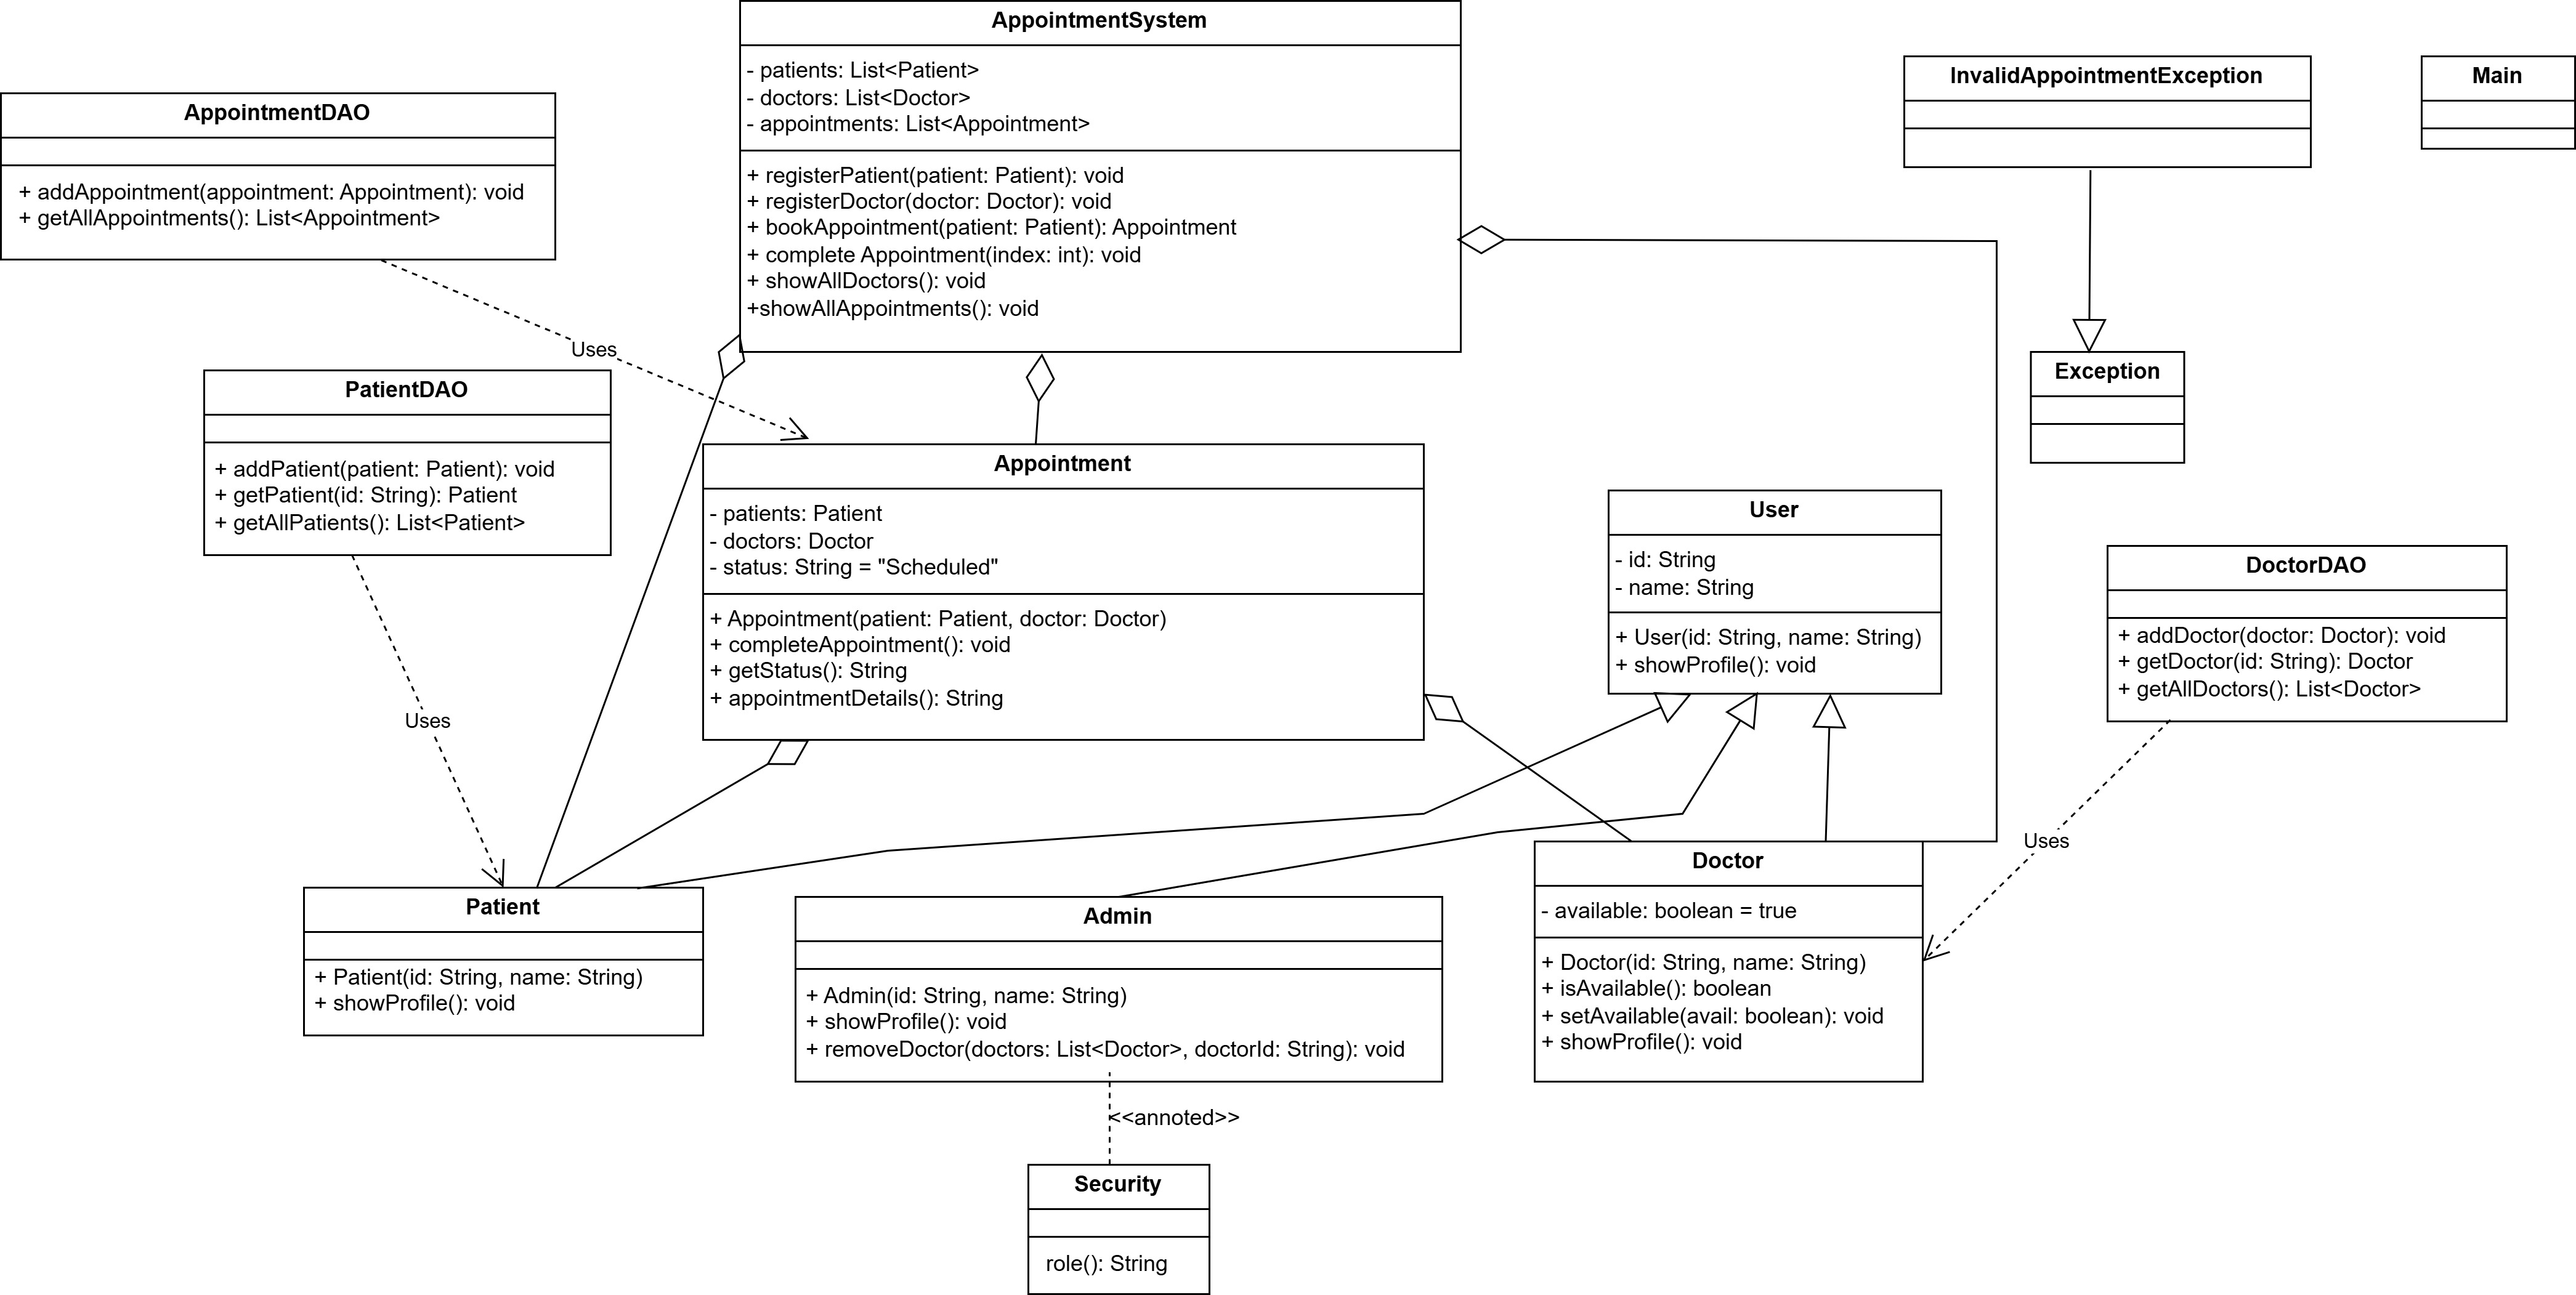 AppointmentSystem
- patients: List<Patient>
- doctors: List<Doctor>
- appointments: List<Appointment>
+ registerPatient(patient: Patient): void
+ registerDoctor(doctor: Doctor): void
+ bookAppointment(patient: Patient): Appointment
+ complete Appointment(index: int): void
+ showAllDoctors(): void
+showAllAppointments(): void
InvalidAppointmentException
Main
AppointmentDAO
+ addAppointment(appointment: Appointment): void
+ getAllAppointments(): List<Appointment>
Uses
Exception
PatientDAO
+ addPatient(patient: Patient): void
+ getPatient(id: String): Patient
+ getAllPatients(): List<Patient>
Uses
Appointment
- patients: Patient
- doctors: Doctor
- status: String = "Scheduled"
+ Appointment(patient: Patient, doctor: Doctor)
+ completeAppointment(): void
+ getStatus(): String
+ appointmentDetails(): String
User
- id: String
- name: String
+ User(id: String, name: String)
+ showProfile(): void
DoctorDAO
+ addDoctor(doctor: Doctor): void
+ getDoctor(id: String): Doctor
+ getAllDoctors(): List<Doctor>
Uses
Patient
+ Patient(id: String, name: String)
+ showProfile(): void
Admin
+ Admin(id: String, name: String)
+ showProfile(): void
+ removeDoctor(doctors: List<Doctor>, doctorId: String): void
Doctor
- available: boolean = true
+ Doctor(id: String, name: String)
+ isAvailable(): boolean
+ setAvailable(avail: boolean): void
+ showProfile(): void
<<annoted>>
Security
role(): String